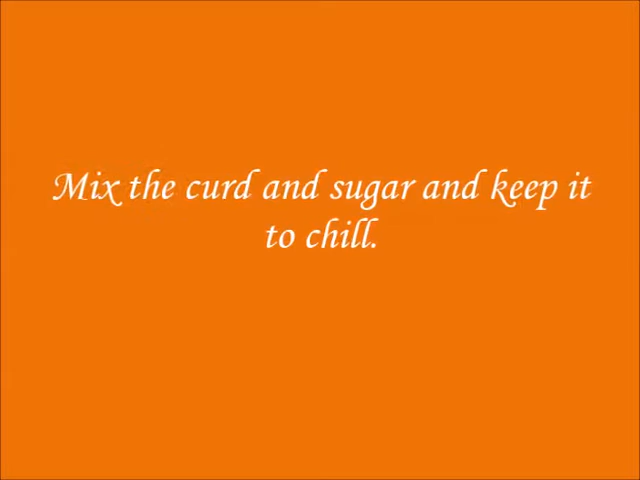 Mix the curd and sugar and keep it
to chill.